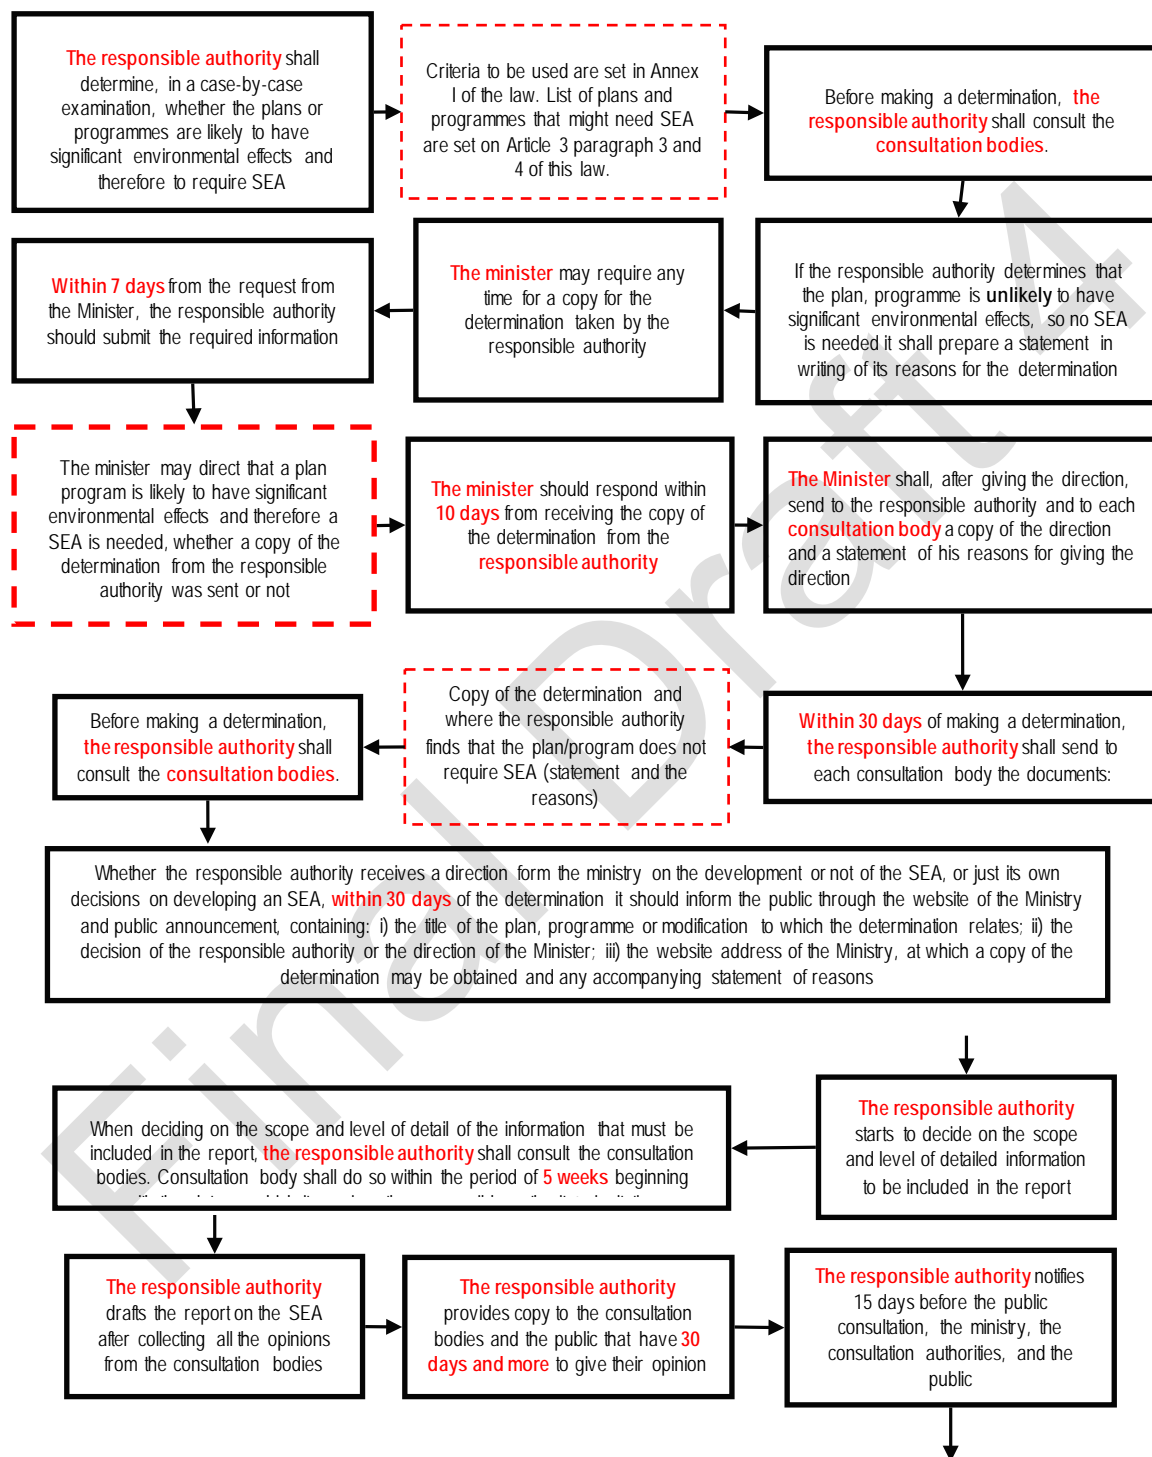 The responsible authority shall
determine, in a case-by-case
examination, whether the plans or
programmes are likely to have
significant environmental effects and
therefore to require SEA
Criteria to be used are set in Annex
I of the law. List of plans and
programmes that might need SEA
are set on Article 3 paragraph 3 and
4 of this law.
Before making a determination, the
responsible authority shall consult the
consultation bodies.
Within 7 days from the request from
the Minister, the responsible authority
should submit the required information
The minister may require any
time for a copy for the
determination taken by the
responsible authority
If the responsible authority determines that
the plan, programme is unlikely to have
significant environmental effects, so no SEA
is needed it shall prepare a statement in
writing of its reasons for the determination
The minister may direct that a plan
program is likely to have significant
environmental effects and therefore a
SEA is needed, whether a copy of the
determination from the responsible
authority was sent or not
The minister should respond within
10 days from receiving the copy of
the determination from the
responsible authority
The Minister shall, after giving the direction,
send to the responsible authority and to each
consultation body a copy of the direction
and a statement of his reasons for giving the
direction
Before making a determination,
the responsible authority shall
consult the consultation bodies.
Copy of the determination and
where the responsible authority
finds that the plan/program does not
require SEA (statement and the
reasons)
Within 30 days of making a determination,
the responsible authority shall send to
each consultation body the documents:
Whether the responsible authority receives a direction form the ministry on the development or not of the SEA, or just its own
decisions on developing an SEA, within 30 days of the determination it should inform the public through the website of the Ministry
and public announcement, containing: i) the title of the plan, programme or modification to which the determination relates; ii) the
decision of the responsible authority or the direction of the Minister; iii) the website address of the Ministry, at which a copy of the
determination may be obtained and any accompanying statement of reasons
When deciding on the scope and level of detail of the information that must be
included in the report, the responsible authority shall consult the consultation
bodies. Consultation body shall do so within the period of 5 weeks beginning
The responsible authority
starts to decide on the scope
and level of detailed information
to be included in the report
The responsible authority
drafts the report on the SEA
after collecting all the opinions
from the consultation bodies
The responsible authority
provides copy to the consultation
bodies and the public that have 30
days and more to give their opinion
The responsible authority notifies
15 days before the public
consultation, the ministry, the
consultation authorities, and the
public
Final Draft 4